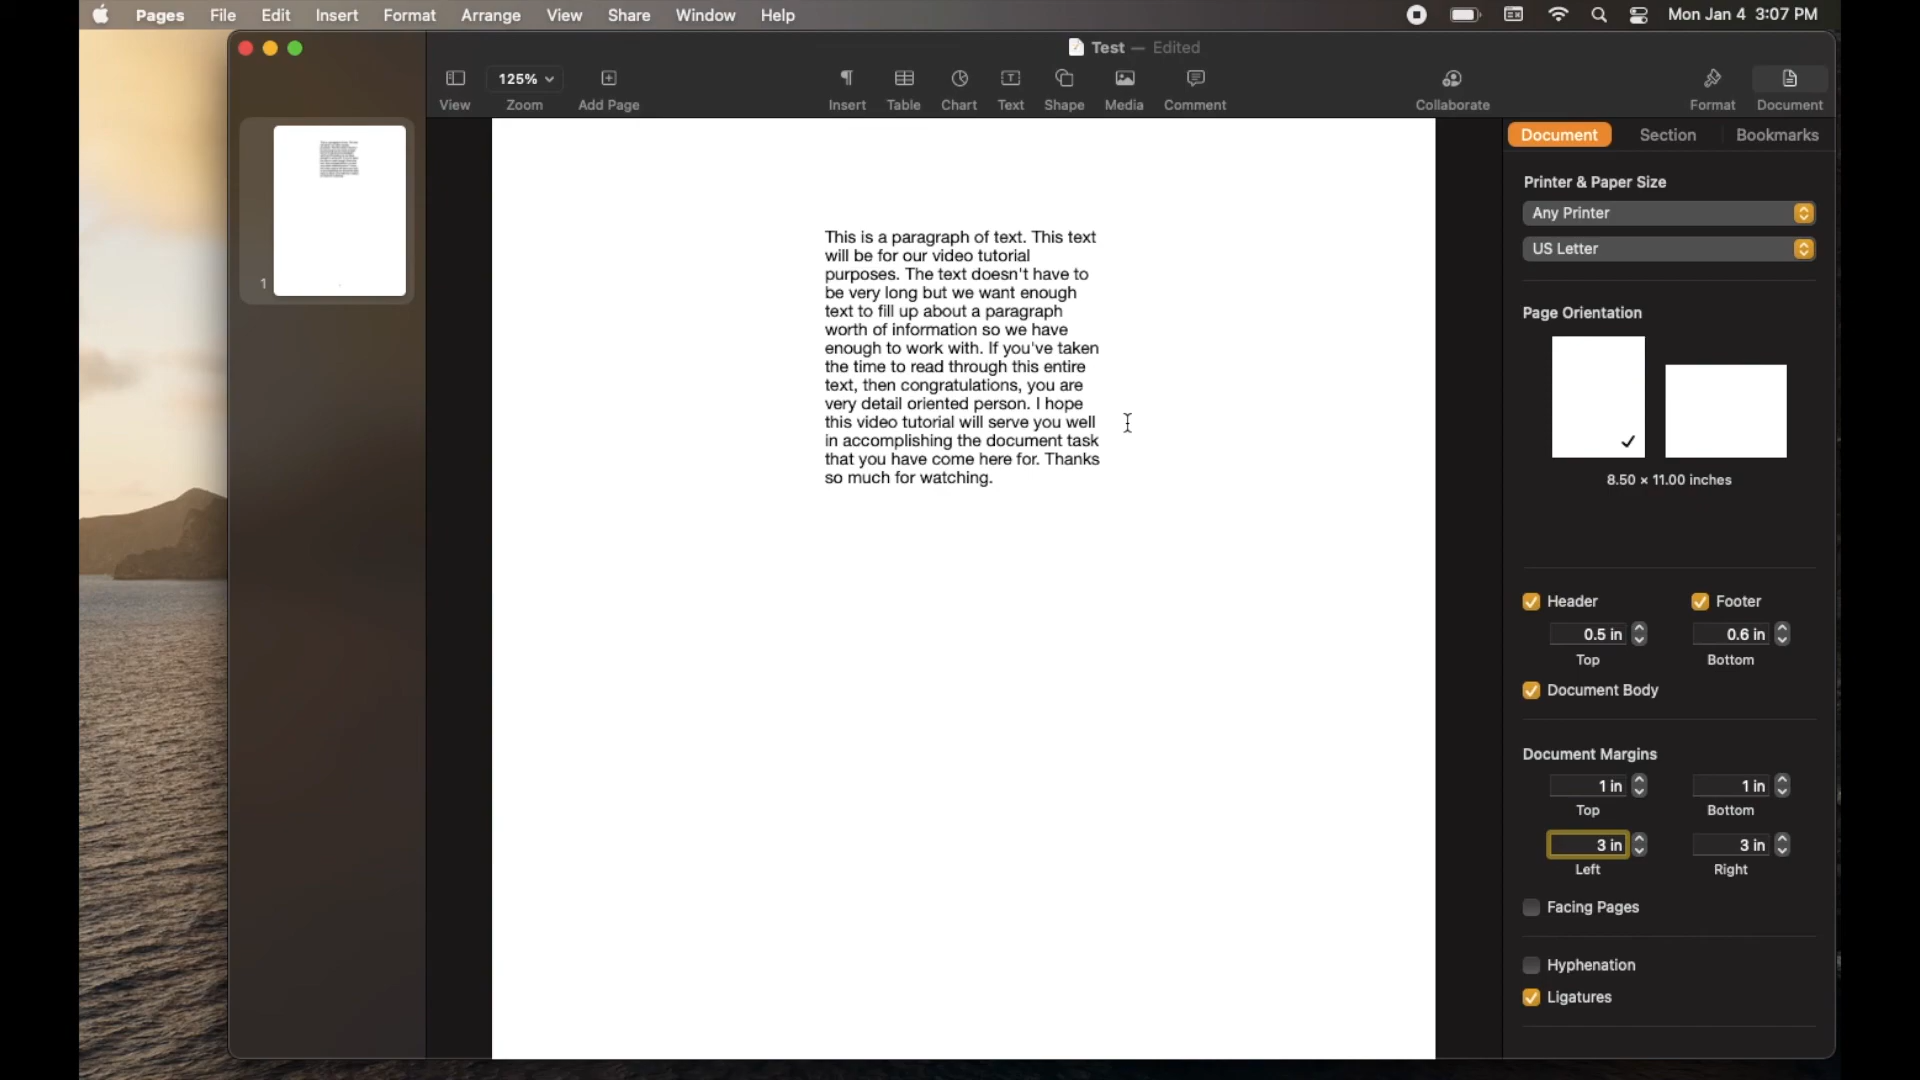 Pages File Edit Insert Format Arrange View Share Window Help Mon Jan 4 3:07 PM
Test — Edited
125%
View Zoom Add Page Insert Table Chart Text Shape Media Comment Collaborate Format Document
Document Section Bookmarks
1
This is a paragraph of text. This text
will be for our video tutorial
purposes. The text doesn't have to
be very long but we want enough
text to fill up about a paragraph
worth of information so we have
enough to work with. If you've taken
the time to read through this entire
text, then congratulations, you are
very detail oriented person. I hope
this video tutorial will serve you well
in accomplishing the document task
that you have come here for. Thanks
so much for watching.
Printer & Paper Size
Any Printer
US Letter
Page Orientation
8.50 × 11.00 inches
Header Footer
0.5 in 0.6 in
Top Bottom
Document Body
Document Margins
1 in 1 in
Top Bottom
3 in 3 in
Left Right
Facing Pages
Hyphenation
Ligatures